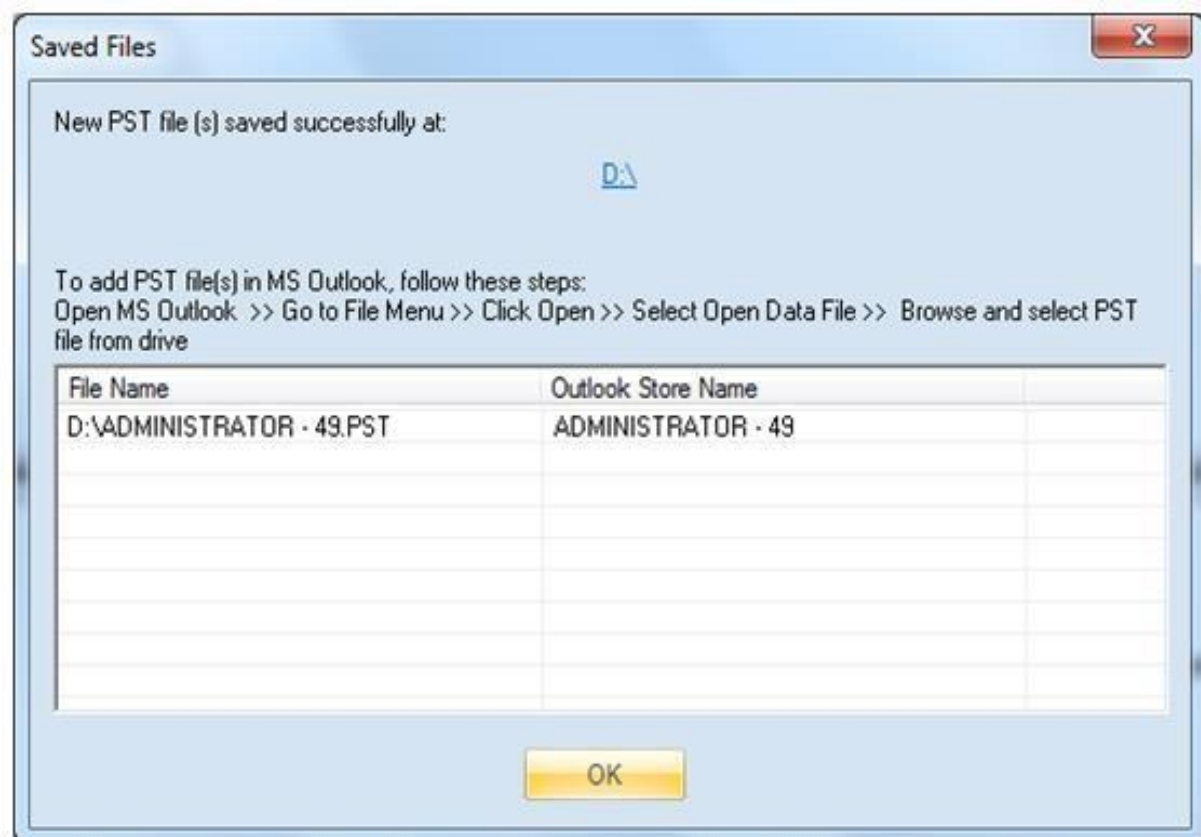 Saved Files
X
New PST file (s) saved successfully at:
D:\
To add PST file(s) in MS Outlook, follow these steps:
Open MS Outlook >> Go to File Menu >> Click Open >> Select Open Data File >> Browse and select PST
file from drive
File Name Outlook Store Name
D:\ADMINISTRATOR - 49.PST ADMINISTRATOR - 49
OK